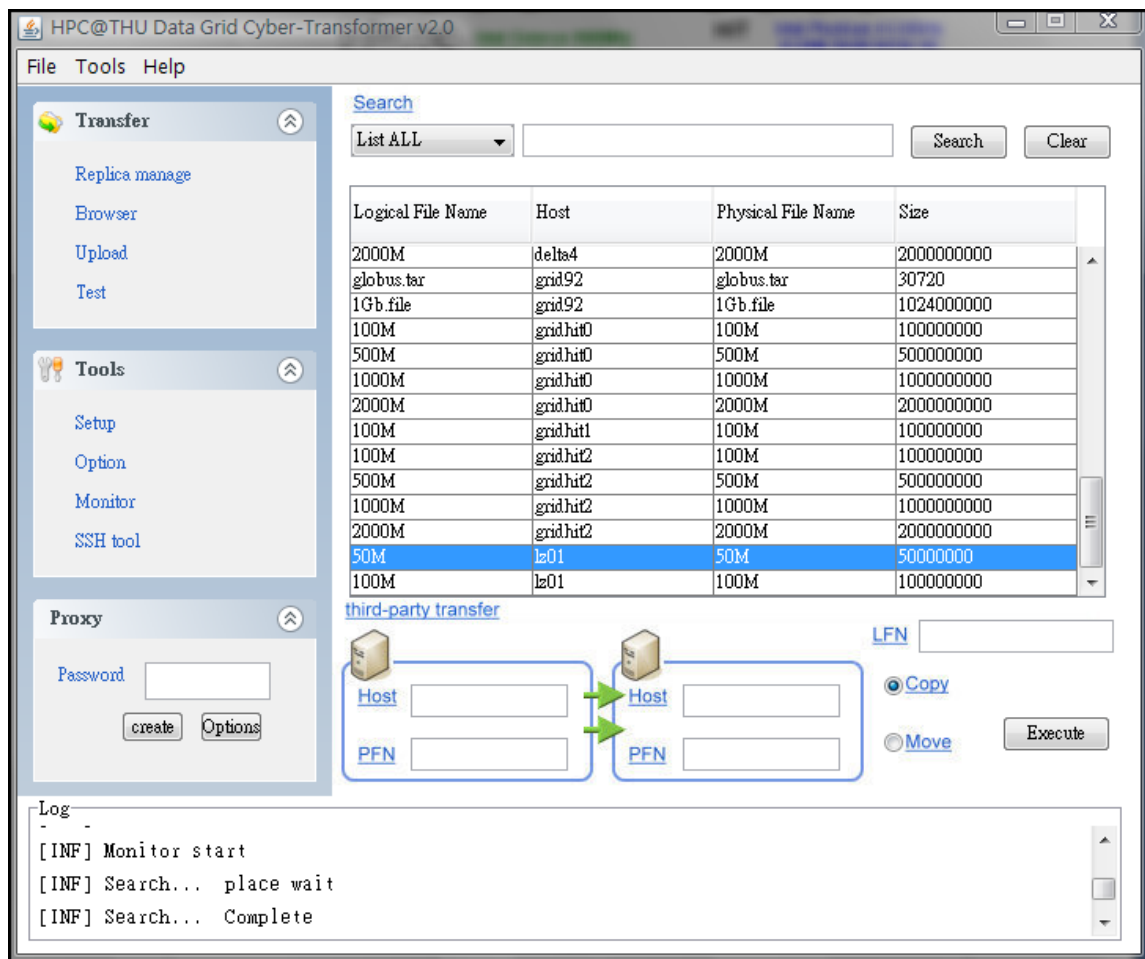 HPC@THU Data Grid Cyber-Transformer v2.0
File Tools Help
Transfer
Replica manage
Browser
Upload
Test
Tools
Setup
Option
Monitor
SSH tool
Proxy
Password
create Options
Search
List ALL Search Clear
Logical File Name Host Physical File Name Size
2000M delta4 2000M 2000000000
globus.tar grid92 globus.tar 30720
1Gb.file grid92 1Gb.file 1024000000
100M gridhit0 100M 100000000
500M gridhit0 500M 500000000
1000M gridhit0 1000M 1000000000
2000M gridhit0 2000M 2000000000
100M gridhit1 100M 100000000
100M gridhit2 100M 100000000
500M gridhit2 500M 500000000
1000M gridhit2 1000M 1000000000
2000M gridhit2 2000M 2000000000
50M lz01 50M 50000000
100M lz01 100M 100000000
third-party transfer
LFN
Host Host Copy
PFN PFN Move Execute
Log
[INF] Monitor start
[INF] Search... place wait
[INF] Search... Complete